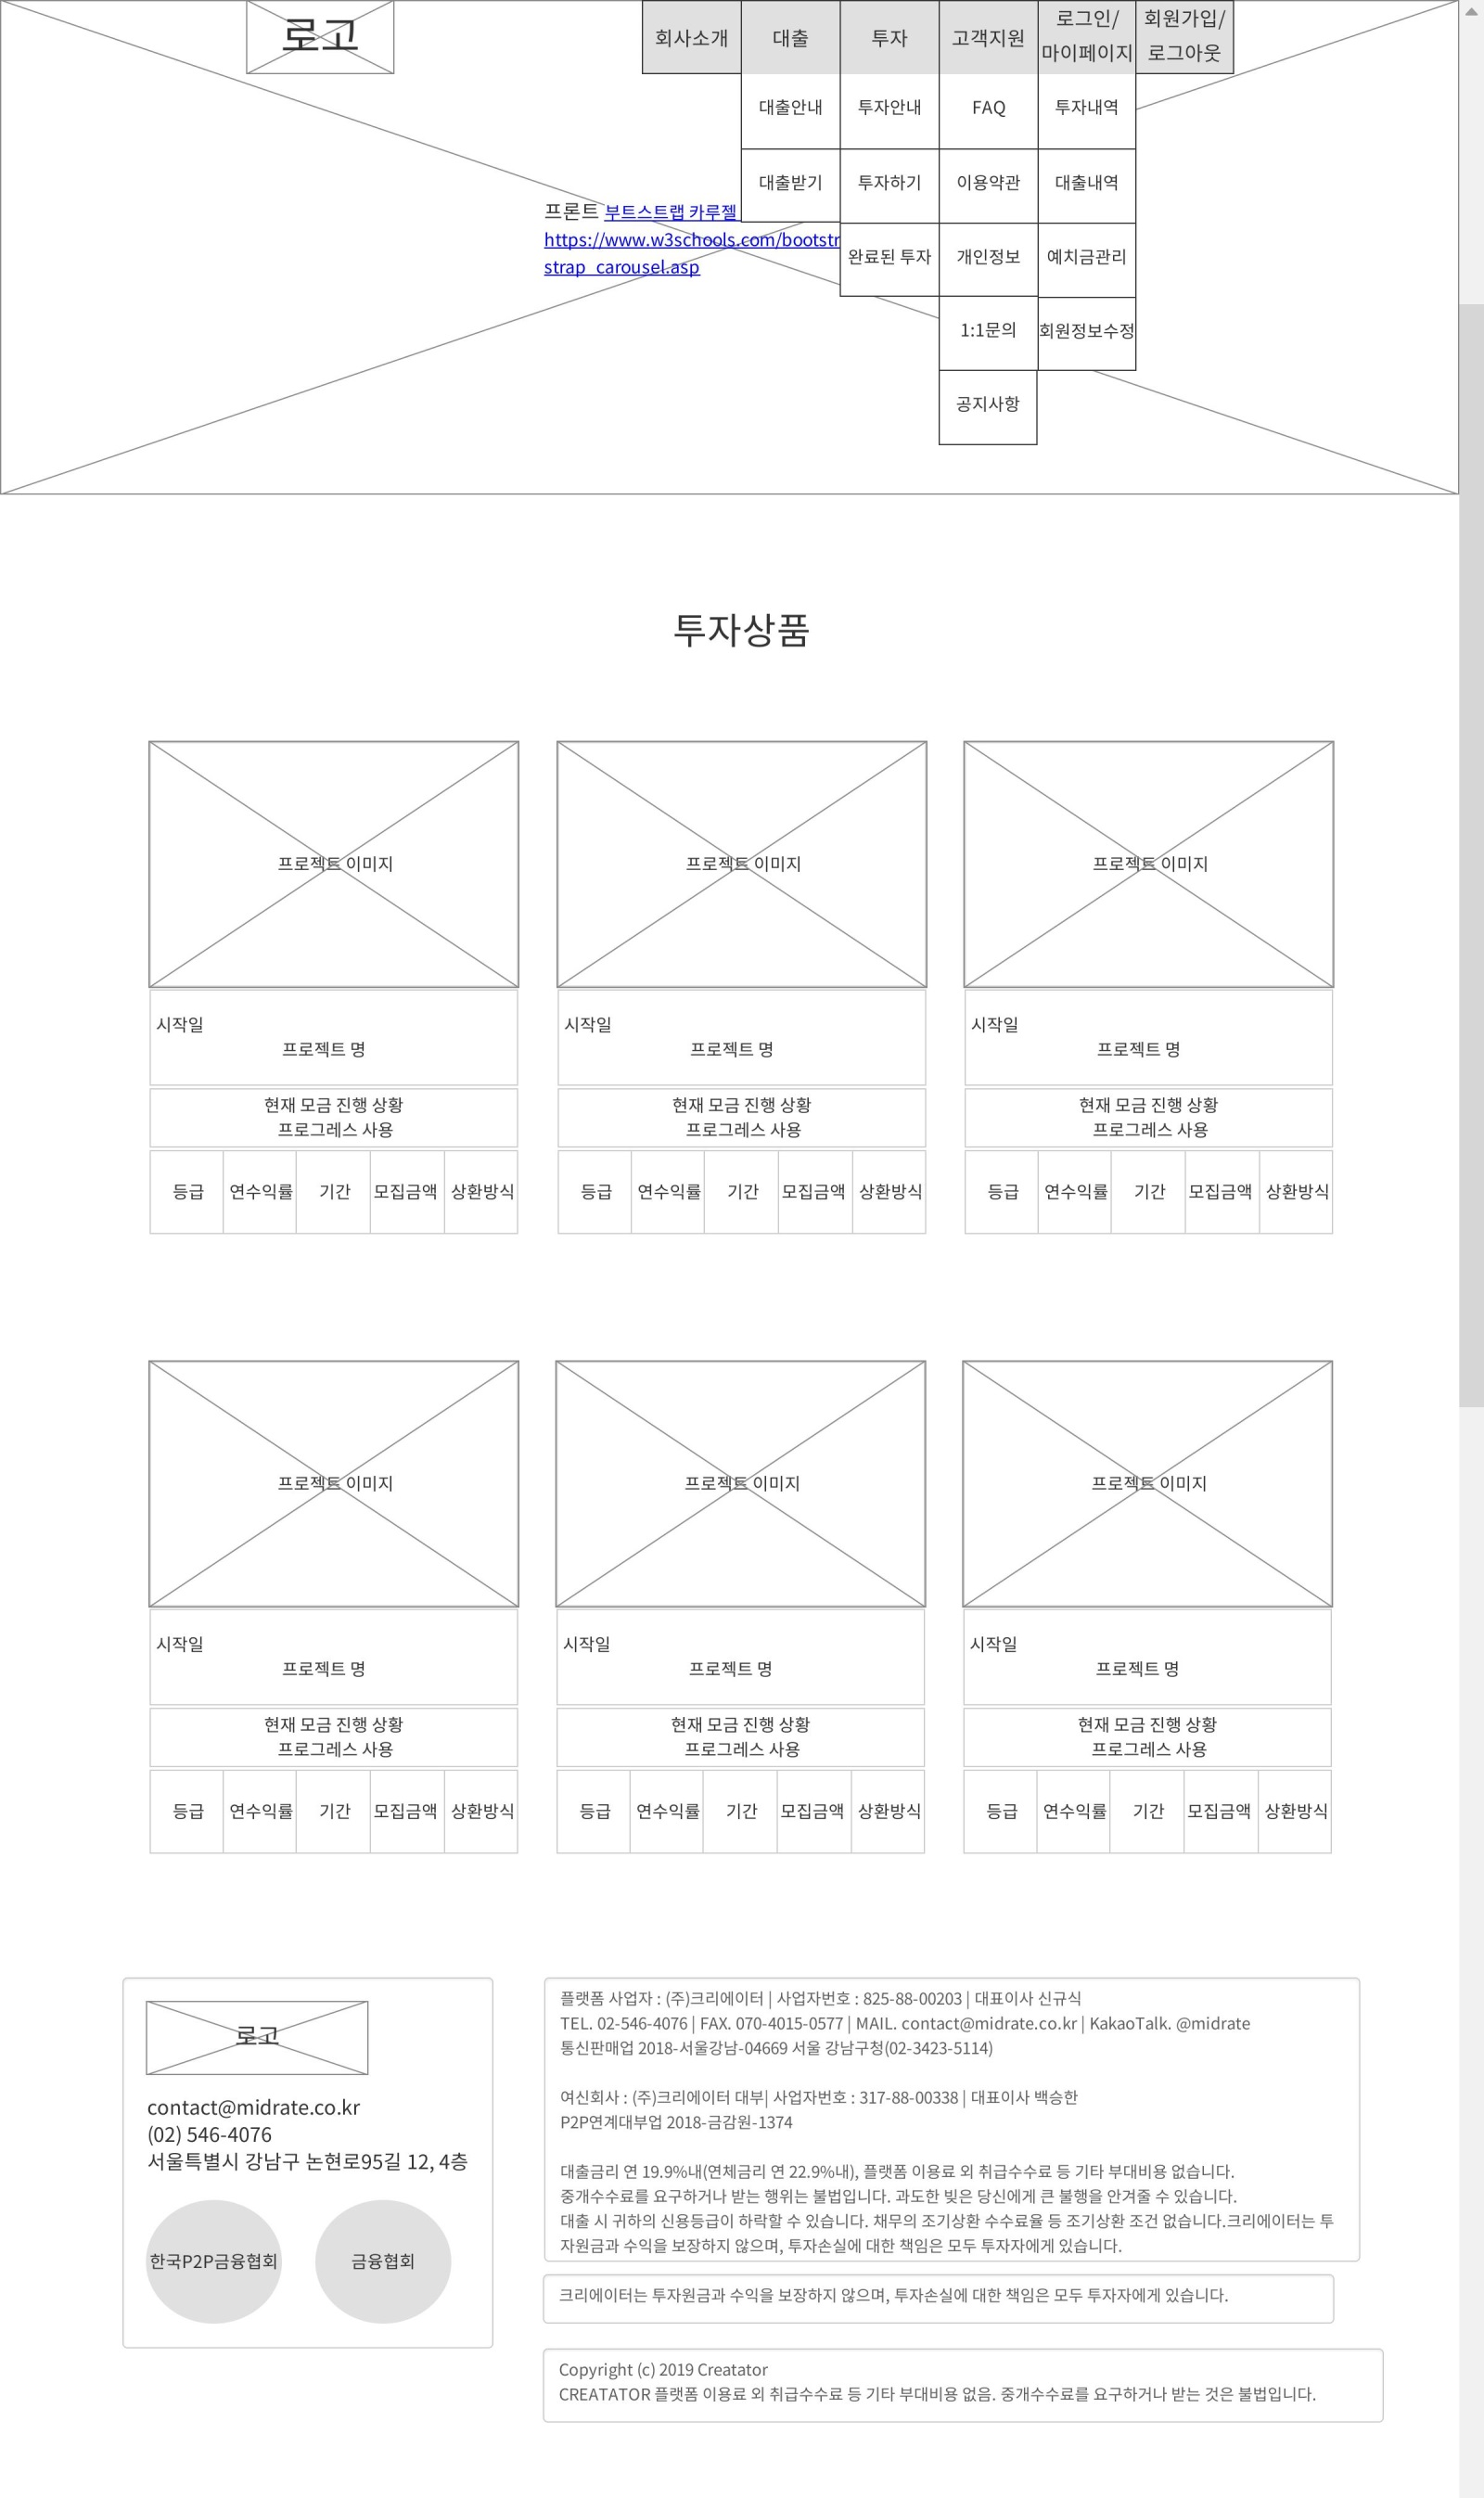 로고
회사소개
대출
투자
고객지원
로그인/
마이페이지
회원가입/
로그아웃
대출안내
투자안내
FAQ
투자내역
대출받기
투자하기
이용약관
대출내역
완료된 투자
개인정보
예치금관리
1:1문의
회원정보수정
공지사항
프론트 부트스트랩 카루젤
https://www.w3schools.com/bootstr
strap_carousel.asp
투자상품
프로젝트 이미지
프로젝트 이미지
프로젝트 이미지
시작일
프로젝트 명
시작일
프로젝트 명
시작일
프로젝트 명
현재 모금 진행 상황
프로그레스 사용
현재 모금 진행 상황
프로그레스 사용
현재 모금 진행 상황
프로그레스 사용
등급 연수익률 기간 모집금액 상환방식
등급 연수익률 기간 모집금액 상환방식
등급 연수익률 기간 모집금액 상환방식
프로젝트 이미지
프로젝트 이미지
프로젝트 이미지
시작일
프로젝트 명
시작일
프로젝트 명
시작일
프로젝트 명
현재 모금 진행 상황
프로그레스 사용
현재 모금 진행 상황
프로그레스 사용
현재 모금 진행 상황
프로그레스 사용
등급 연수익률 기간 모집금액 상환방식
등급 연수익률 기간 모집금액 상환방식
등급 연수익률 기간 모집금액 상환방식
로고
contact@midrate.co.kr
(02) 546-4076
서울특별시 강남구 논현로95길 12, 4층
한국P2P금융협회
금융협회
플랫폼 사업자 : (주)크리에이터 | 사업자번호 : 825-88-00203 | 대표이사 신규식
TEL. 02-546-4076 | FAX. 070-4015-0577 | MAIL. contact@midrate.co.kr | KakaoTalk. @midrate
통신판매업 2018-서울강남-04669 서울 강남구청(02-3423-5114)
여신회사 : (주)크리에이터 대부| 사업자번호 : 317-88-00338 | 대표이사 백승한
P2P연계대부업 2018-금감원-1374
대출금리 연 19.9%내(연체금리 연 22.9%내), 플랫폼 이용료 외 취급수수료 등 기타 부대비용 없습니다.
중개수수료를 요구하거나 받는 행위는 불법입니다. 과도한 빚은 당신에게 큰 불행을 안겨줄 수 있습니다.
대출 시 귀하의 신용등급이 하락할 수 있습니다. 채무의 조기상환 수수료율 등 조기상환 조건 없습니다.크리에이터는 투
자원금과 수익을 보장하지 않으며, 투자손실에 대한 책임은 모두 투자자에게 있습니다.
크리에이터는 투자원금과 수익을 보장하지 않으며, 투자손실에 대한 책임은 모두 투자자에게 있습니다.
Copyright (c) 2019 Creatator
CREATATOR 플랫폼 이용료 외 취급수수료 등 기타 부대비용 없음. 중개수수료를 요구하거나 받는 것은 불법입니다.